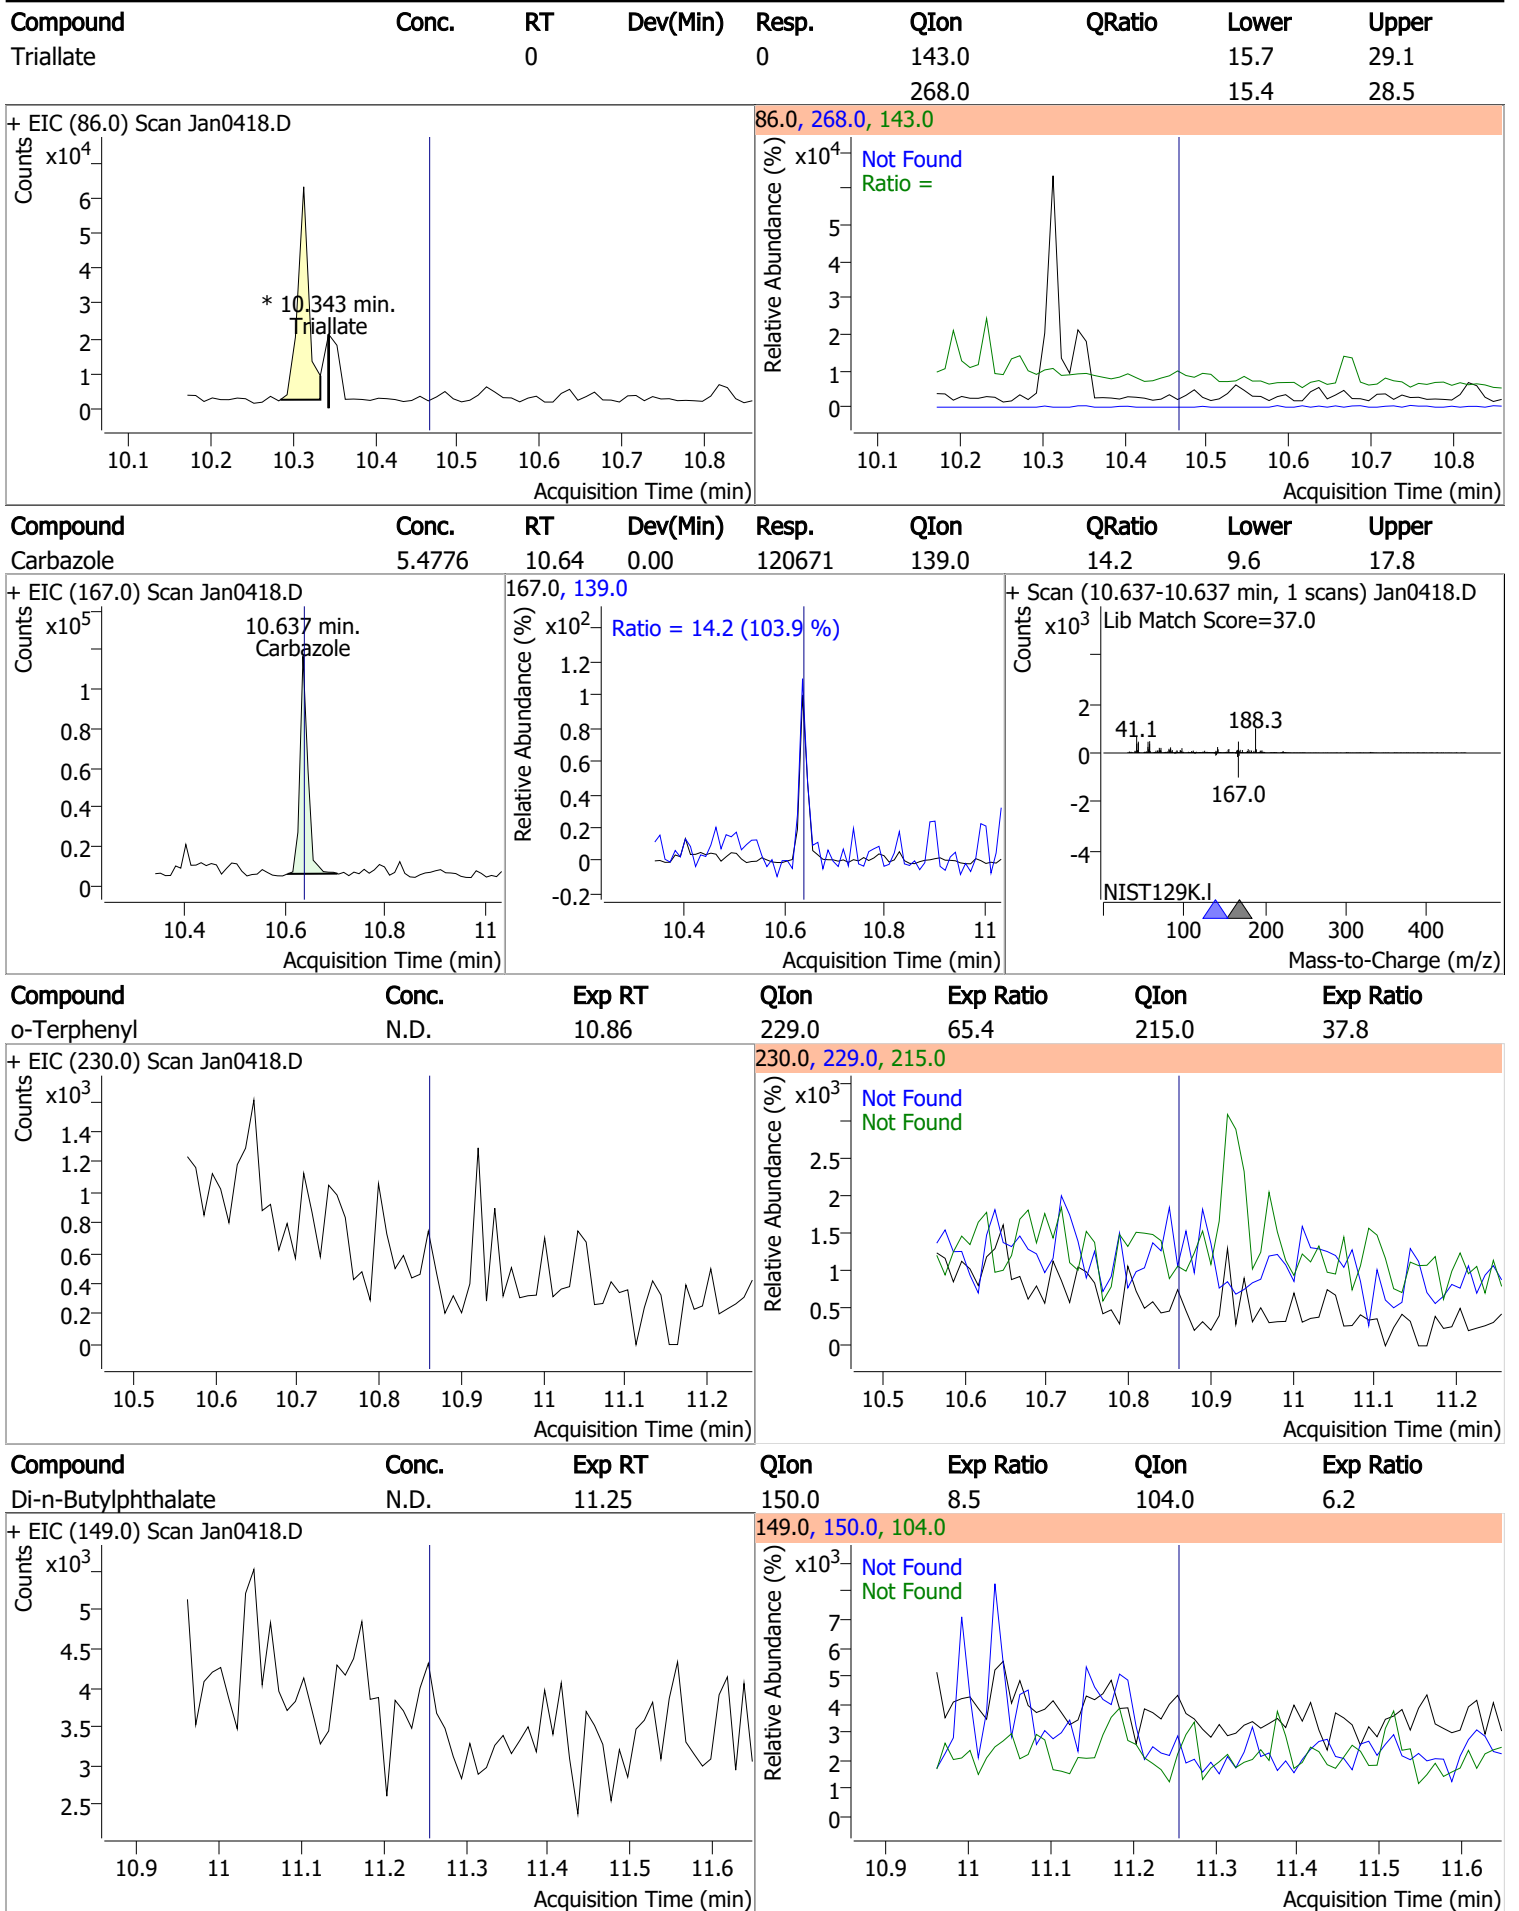 Compound Conc. RT Dev(Min) Resp. QIon QRatio Lower Upper
Triallate 0 0 143.0 15.7 29.1
268.0 15.4 28.5
+ EIC (86.0) Scan Jan0418.D
86.0, 268.0, 143.0
Counts
x10^4
6
5
4
3
2
1
0
* 10.343 min.
Triallate
10.1 10.2 10.3 10.4 10.5 10.6 10.7 10.8
Acquisition Time (min)
Relative Abundance (%)
x10^4
Not Found
Ratio =
5
4
3
2
1
0
10.1 10.2 10.3 10.4 10.5 10.6 10.7 10.8
Acquisition Time (min)
Compound Conc. RT Dev(Min) Resp. QIon QRatio Lower Upper
Carbazole 5.4776 10.64 0.00 120671 139.0 14.2 9.6 17.8
+ EIC (167.0) Scan Jan0418.D
Counts
x10^5
10.637 min.
Carbazole
1
0.8
0.6
0.4
0.2
0
10.4 10.6 10.8 11
Acquisition Time (min)
167.0, 139.0
Relative Abundance (%)
x10^2
Ratio = 14.2 (103.9 %)
1.2
1
0.8
0.6
0.4
0.2
0
-0.2
10.4 10.6 10.8 11
Acquisition Time (min)
+ Scan (10.637-10.637 min, 1 scans) Jan0418.D
Counts
x10^3
Lib Match Score=37.0
2
0
-2
-4
41.1
188.3
167.0
NIST129K.l
100 200 300 400
Mass-to-Charge (m/z)
Compound Conc. Exp RT QIon Exp Ratio QIon Exp Ratio
o-Terphenyl N.D. 10.86 229.0 65.4 215.0 37.8
+ EIC (230.0) Scan Jan0418.D
Counts
x10^3
1.4
1.2
1
0.8
0.6
0.4
0.2
0
10.5 10.6 10.7 10.8 10.9 11 11.1 11.2
Acquisition Time (min)
230.0, 229.0, 215.0
Relative Abundance (%)
x10^3
Not Found
Not Found
2.5
2
1.5
1
0.5
0
10.5 10.6 10.7 10.8 10.9 11 11.1 11.2
Acquisition Time (min)
Compound Conc. Exp RT QIon Exp Ratio QIon Exp Ratio
Di-n-Butylphthalate N.D. 11.25 150.0 8.5 104.0 6.2
+ EIC (149.0) Scan Jan0418.D
Counts
x10^3
5
4.5
4
3.5
3
2.5
10.9 11 11.1 11.2 11.3 11.4 11.5 11.6
Acquisition Time (min)
149.0, 150.0, 104.0
Relative Abundance (%)
x10^3
Not Found
Not Found
7
6
5
4
3
2
1
0
10.9 11 11.1 11.2 11.3 11.4 11.5 11.6
Acquisition Time (min)